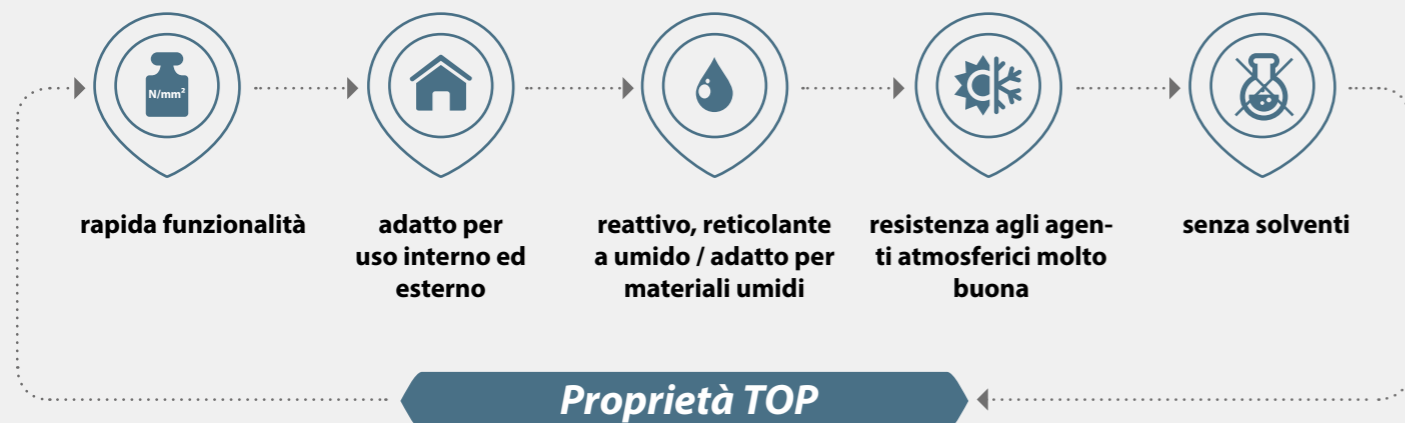 N/mm²
rapida funzionalità
adatto per
uso interno ed
esterno
reattivo, reticolante
a umido / adatto per
materiali umidi
resistenza agli agen-
ti atmosferici molto
buona
senza solventi
Proprietà TOP